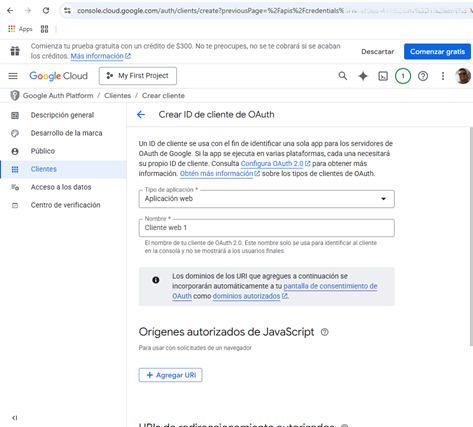 console.cloud.google.com/auth/clients/create?previousPage=%2Fapis%2Fcredentials%
Apps
Comienza tu prueba gratuita con un crédito de $300. No te preocupes, no se te cobrará si se acaban
los créditos. Más información
Descartar
Comenzar gratis
Google Cloud
My First Project
1
Google Auth Platform / Clientes / Crear cliente
Descripción general
Desarrollo de la marca
Público
Clientes
Acceso a los datos
Centro de verificación
Crear ID de cliente de OAuth
Un ID de cliente se usa con el fin de identificar una sola app para los servidores de
OAuth de Google. Si la app se ejecuta en varias plataformas, cada una necesitará
su propio ID de cliente. Consulta Configura OAuth 2.0 para obtener más
información. Obtén más información sobre los tipos de clientes de OAuth.
Tipo de aplicación *
Aplicación web
Nombre *
Cliente web 1
El nombre de tu cliente de OAuth 2.0. Este nombre solo se usa para identificar al cliente
en la consola y no se mostrará a los usuarios finales.
Los dominios de los URI que agregues a continuación se
incorporarán automáticamente a tu pantalla de consentimiento de
OAuth como dominios autorizados.
Orígenes autorizados de JavaScript
Para usar con solicitudes de un navegador
+ Agregar URI
URIs de redireccionamiento autorizados